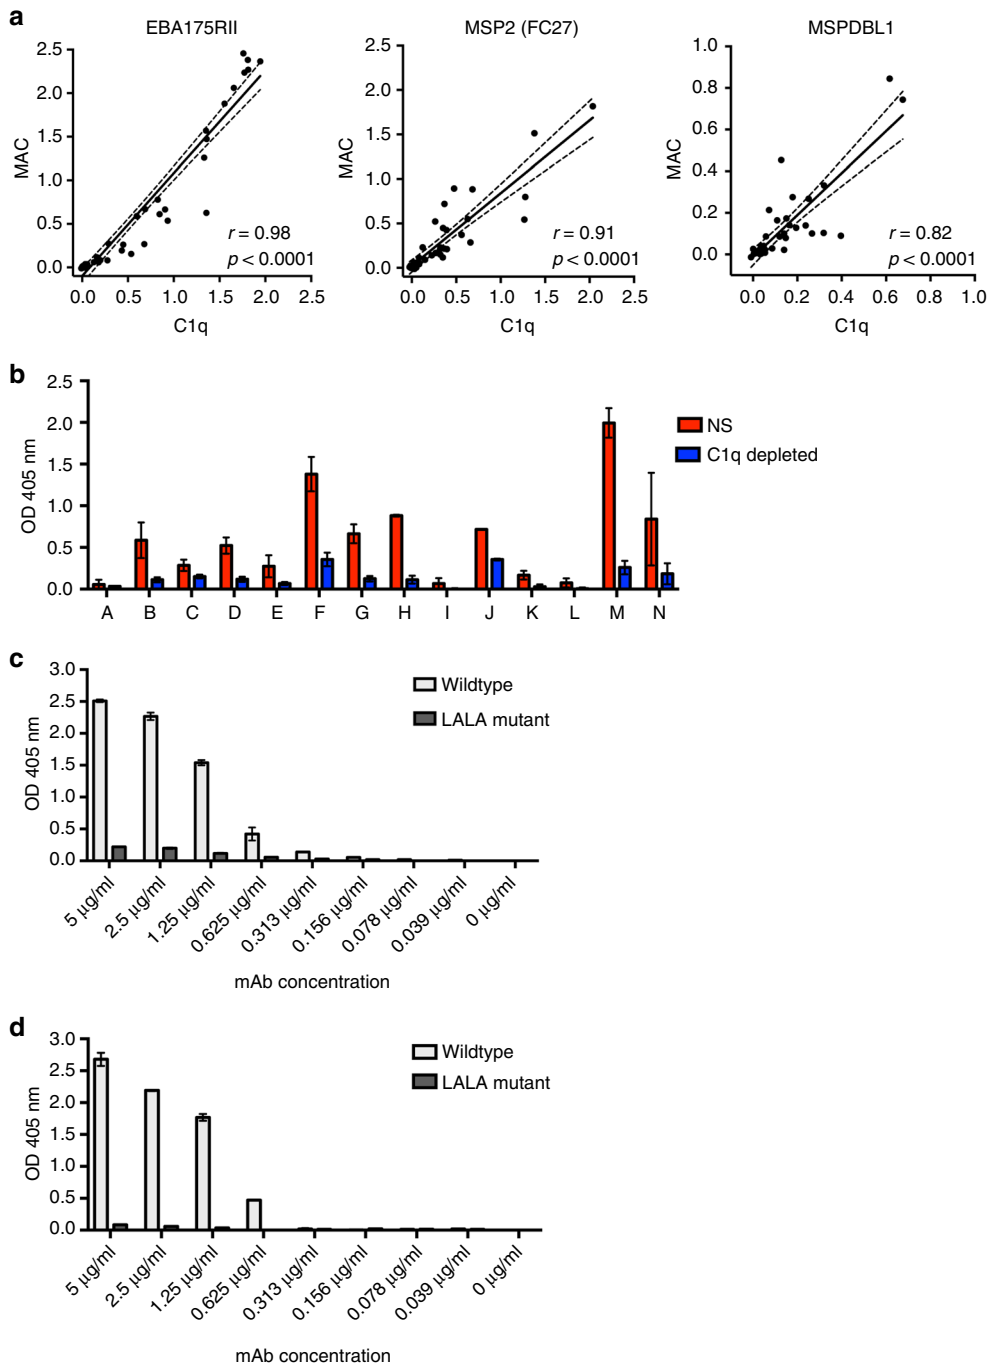 a
EBA175RII
MSP2 (FC27)
MSPDBL1
2.5
2.0
1.5
1.0
0.5
0.0
MAC
r = 0.98
p < 0.0001
0.0 0.5 1.0 1.5 2.0 2.5
C1q
2.5
2.0
1.5
1.0
0.5
0.0
MAC
r = 0.91
p < 0.0001
0.0 0.5 1.0 1.5 2.0 2.5
C1q
1.0
0.8
0.6
0.4
0.2
0.0
MAC
r = 0.82
p < 0.0001
0.0 0.2 0.4 0.6 0.8 1.0
C1q
b
2.5
2.0
1.5
1.0
0.5
0.0
OD 405 nm
NS
C1q depleted
A B C D E F G H I J K L M N
c
3.0
2.5
2.0
1.5
1.0
0.5
0.0
OD 405 nm
Wildtype
LALA mutant
5 µg/ml
2.5 µg/ml
1.25 µg/ml
0.625 µg/ml
0.313 µg/ml
0.156 µg/ml
0.078 µg/ml
0.039 µg/ml
0 µg/ml
mAb concentration
d
3.0
2.5
2.0
1.5
1.0
0.5
0.0
OD 405 nm
Wildtype
LALA mutant
5 µg/ml
2.5 µg/ml
1.25 µg/ml
0.625 µg/ml
0.313 µg/ml
0.156 µg/ml
0.078 µg/ml
0.039 µg/ml
0 µg/ml
mAb concentration